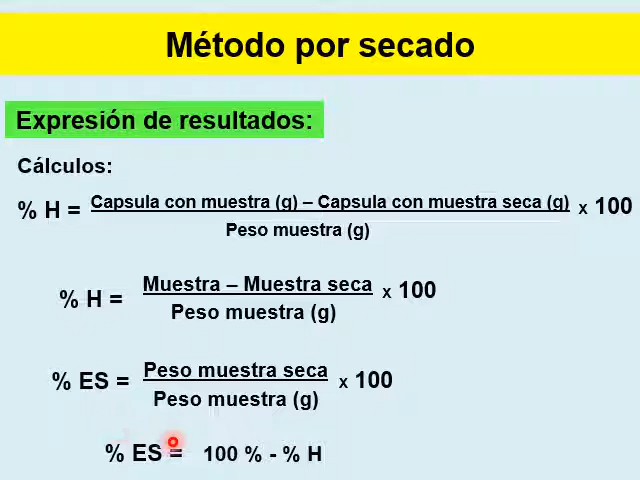 Método por secado
Expresión de resultados:
Cálculos:
% H = Capsula con muestra (g) – Capsula con muestra seca (g) x 100
Peso muestra (g)
% H = Muestra – Muestra seca x 100
Peso muestra (g)
% ES = Peso muestra seca x 100
Peso muestra (g)
% ES = 100 % - % H